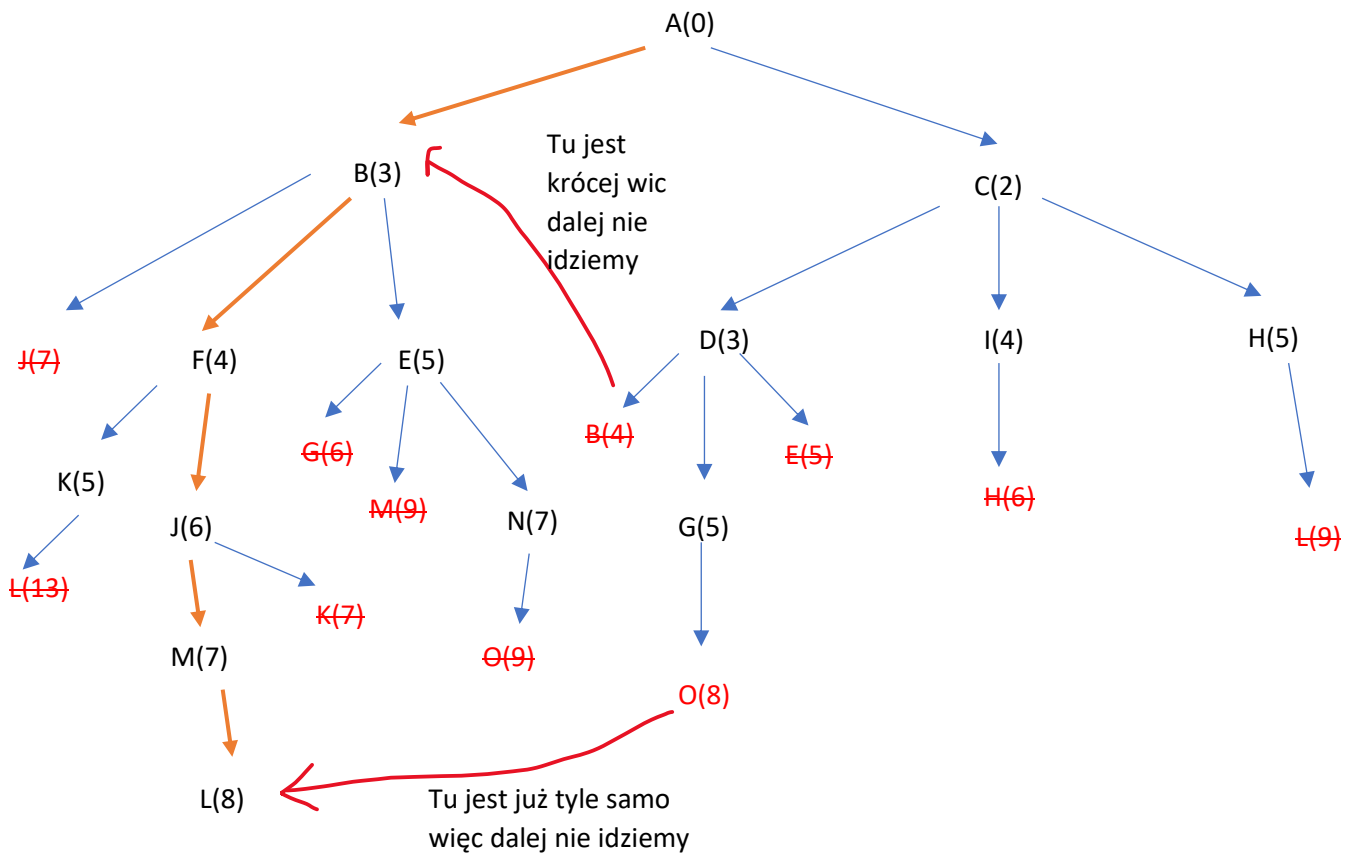 A(0)
Tu jest
krócej wic
dalej nie
idziemy
B(3)
C(2)
J(7)
F(4)
E(5)
D(3)
I(4)
H(5)
G(6)
B(4)
E(5)
K(5)
M(9)
H(6)
J(6)
N(7)
G(5)
L(9)
L(13)
K(7)
M(7)
O(9)
O(8)
L(8)
Tu jest już tyle samo
więc dalej nie idziemy